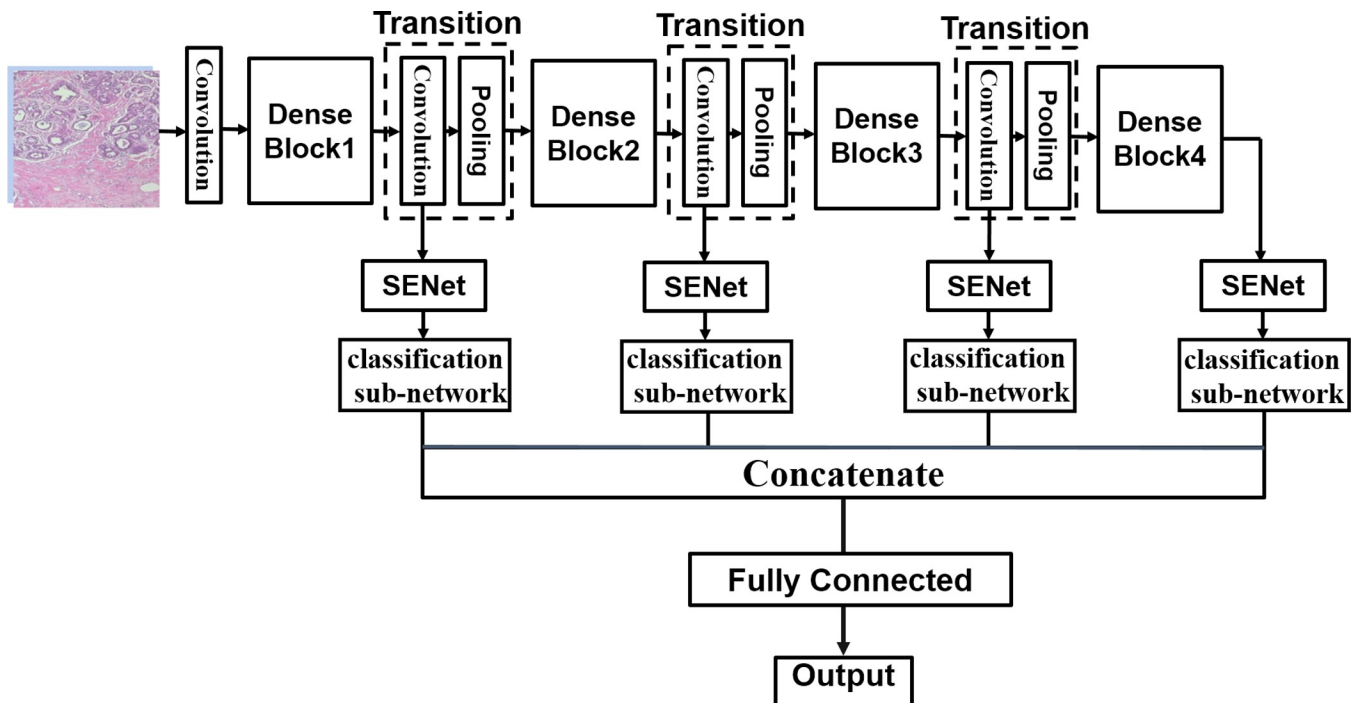 Transition
Transition
Transition
Convolution
Dense
Block1
Convolution
Pooling
Dense
Block2
Convolution
Pooling
Dense
Block3
Convolution
Pooling
Dense
Block4
SENet
SENet
SENet
SENet
classification
sub-network
classification
sub-network
classification
sub-network
classification
sub-network
Concatenate
Fully Connected
Output